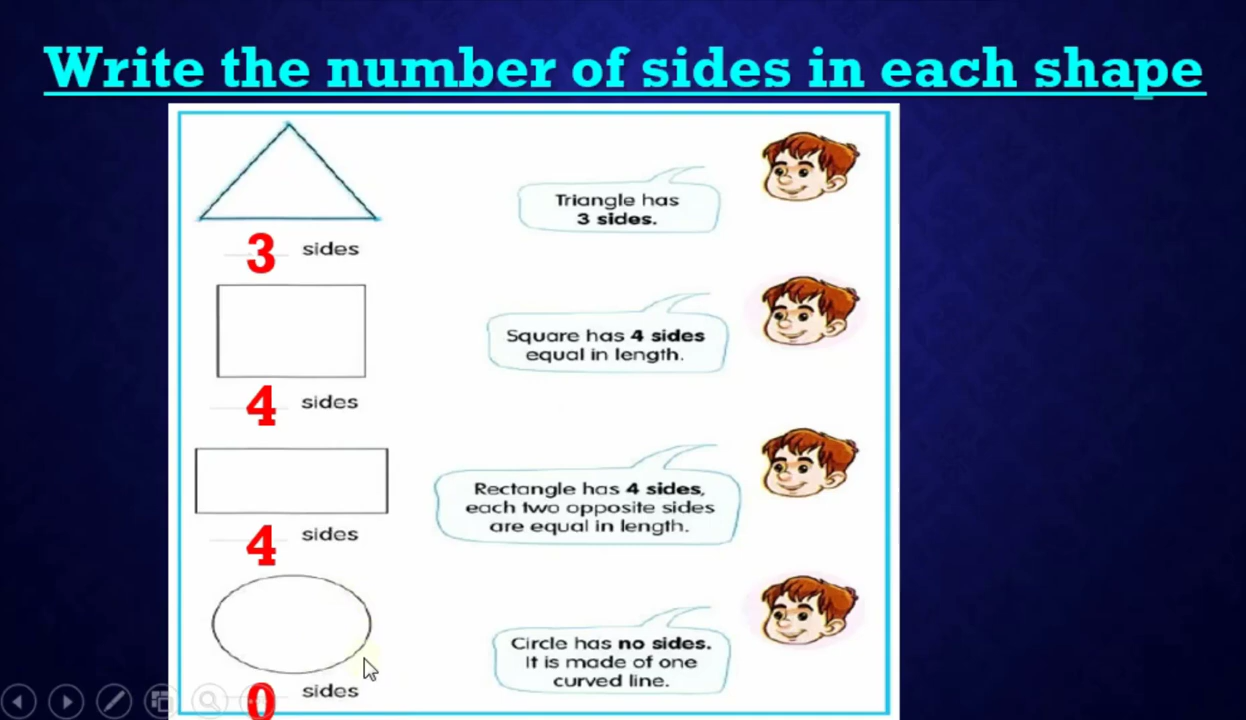 Write the number of sides in each shape
Triangle has
3 sides.
3 sides
Square has 4 sides
equal in length.
4 sides
Rectangle has 4 sides,
each two opposite sides
are equal in length.
4 sides
Circle has no sides.
It is made of one
curved line.
0 sides